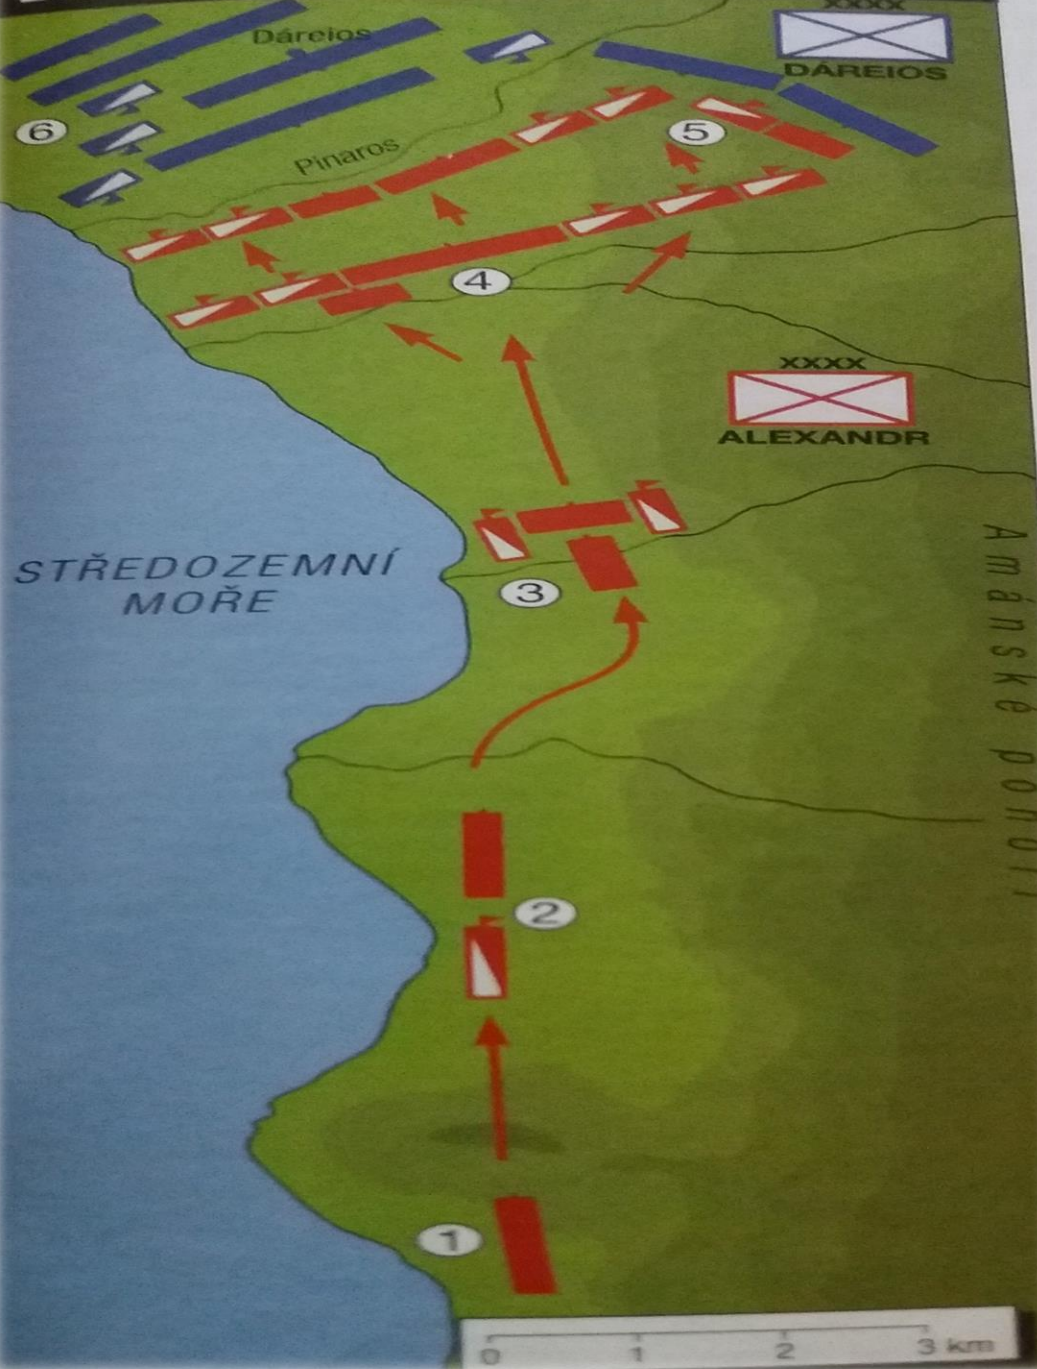 XXXX
DÁREIOS
Dáreios
6
5
Pinaros
4
XXXX
ALEXANDR
STŘEDOZEMNÍ
MOŘE
3
Amánské pohoří
2
1
0 1 2 3 km